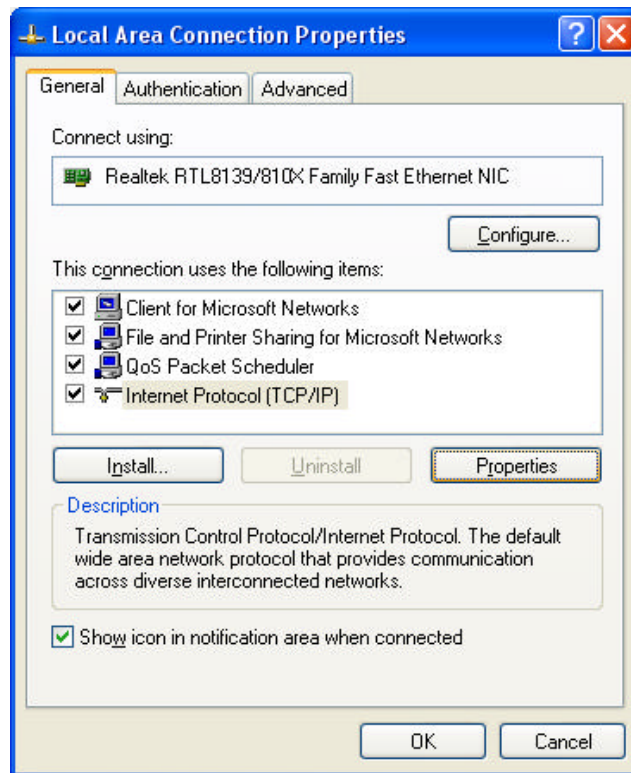 Local Area Connection Properties
General Authentication Advanced
Connect using:
Realtek RTL8139/810X Family Fast Ethernet NIC
Configure...
This connection uses the following items:
Client for Microsoft Networks
File and Printer Sharing for Microsoft Networks
QoS Packet Scheduler
Internet Protocol (TCP/IP)
Install... Uninstall Properties
Description
Transmission Control Protocol/Internet Protocol. The default
wide area network protocol that provides communication
across diverse interconnected networks.
Show icon in notification area when connected
OK Cancel